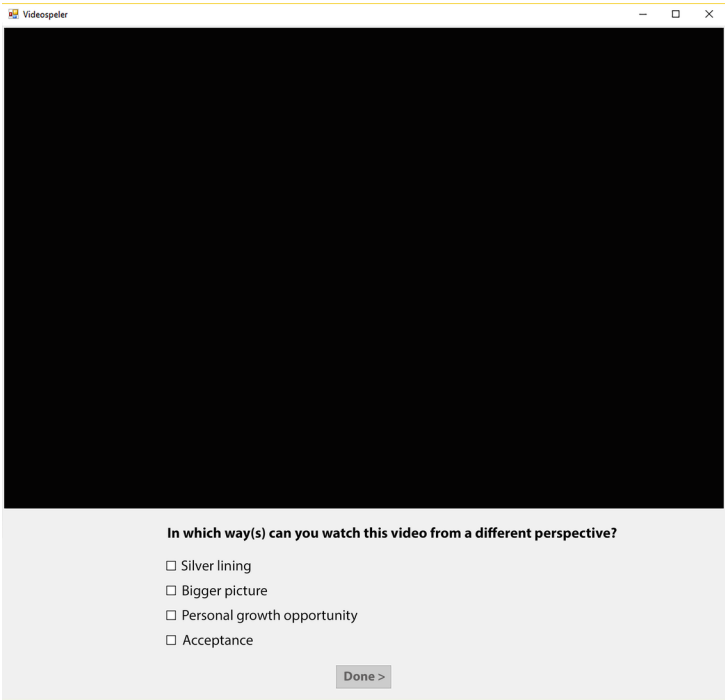 Videospeler
In which way(s) can you watch this video from a different perspective?
Silver lining
Bigger picture
Personal growth opportunity
Acceptance
Done >